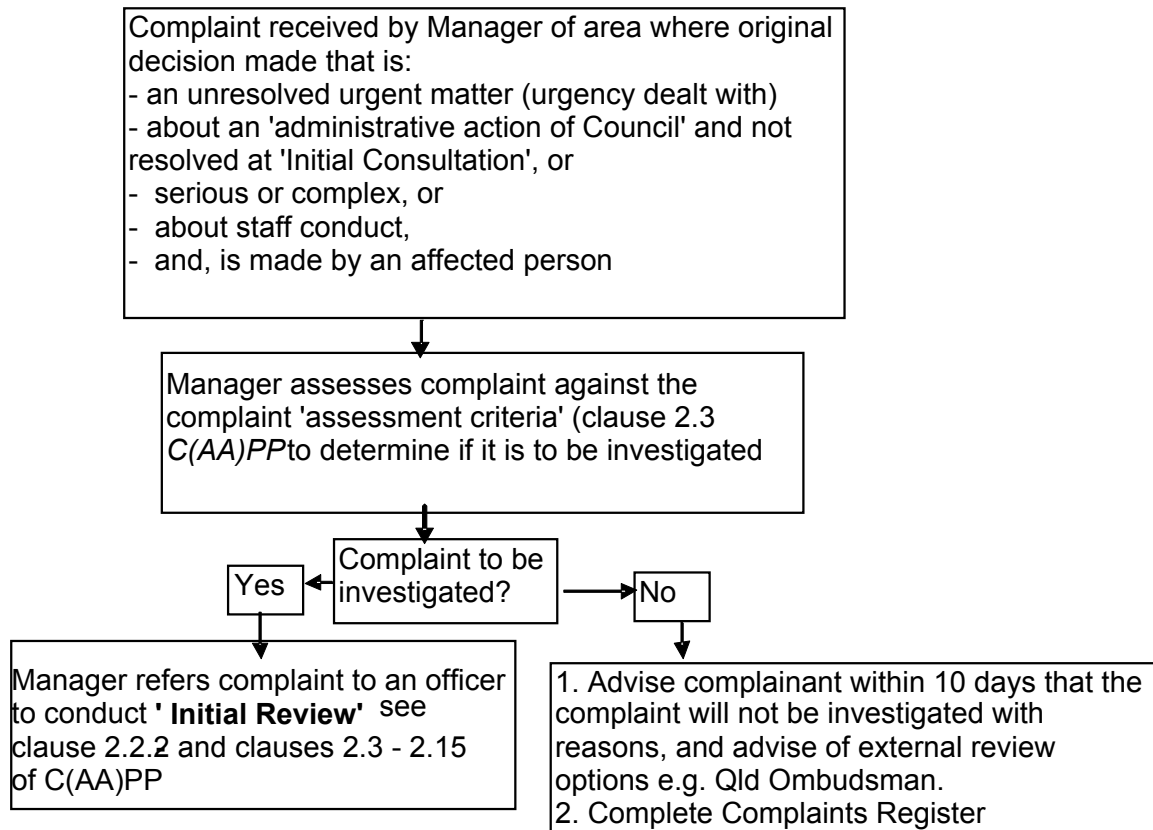 Complaint received by Manager of area where original
decision made that is:
- an unresolved urgent matter (urgency dealt with)
- about an 'administrative action of Council' and not
resolved at 'Initial Consultation', or
- serious or complex, or
- about staff conduct,
- and, is made by an affected person
Manager assesses complaint against the
complaint 'assessment criteria' (clause 2.3
C(AA)PPto determine if it is to be investigated
Complaint to be
investigated?
Yes
No
Manager refers complaint to an officer
to conduct ' Initial Review' see
clause 2.2.2 and clauses 2.3 - 2.15
of C(AA)PP
1. Advise complainant within 10 days that the
complaint will not be investigated with
reasons, and advise of external review
options e.g. Qld Ombudsman.
2. Complete Complaints Register